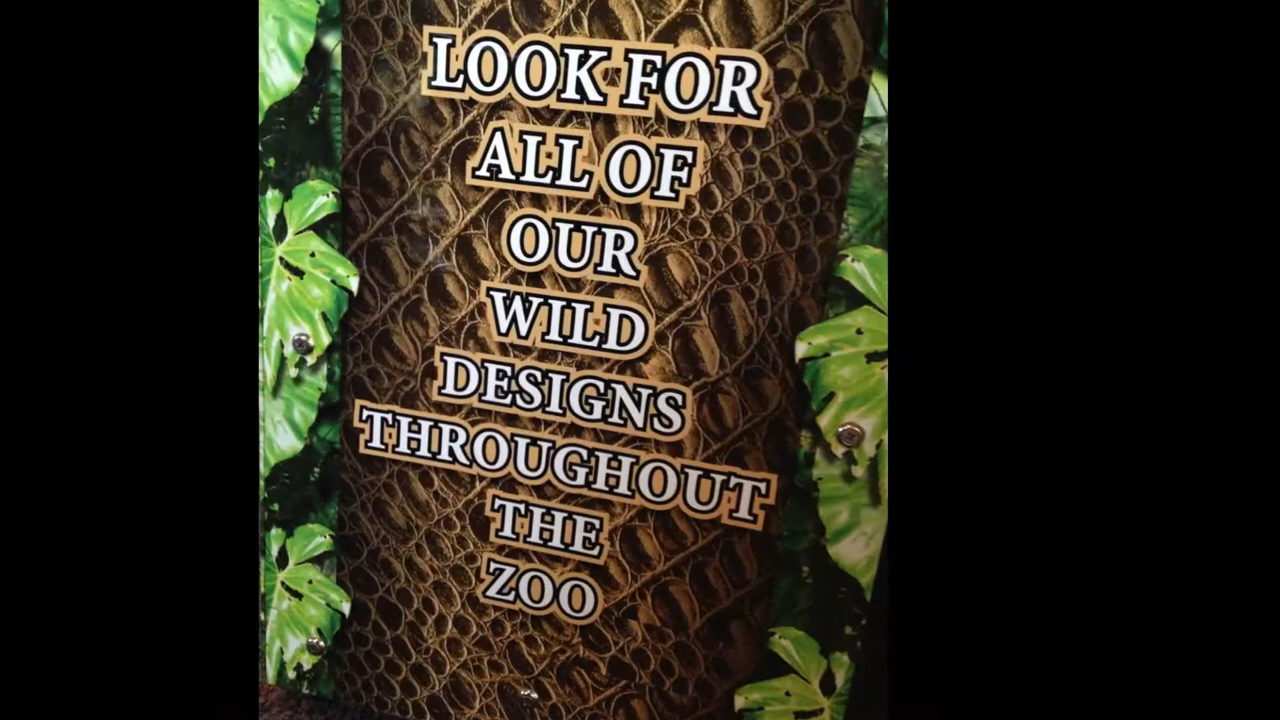 LOOK FOR
ALL OF
OUR
WILD
DESIGNS
THROUGHOUT
THE
ZOO